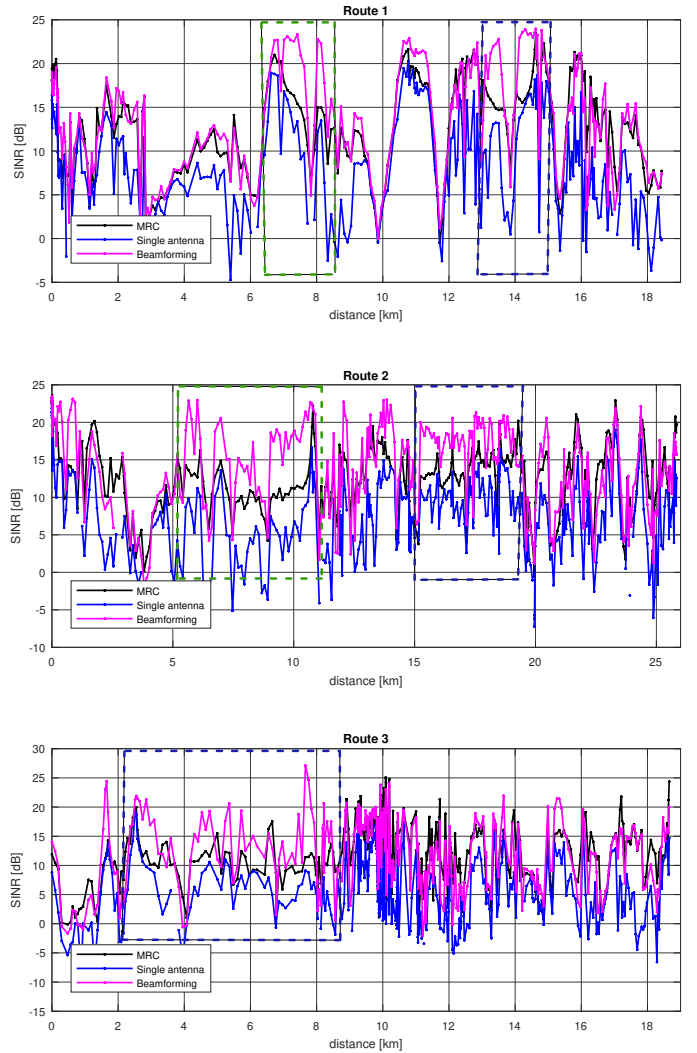 Route 1
SINR [dB]
25
20
15
10
5
0
-5
MRC
Single antenna
Beamforming
0 2 4 6 8 10 12 14 16 18
distance [km]
Route 2
SINR [dB]
25
20
15
10
5
0
-5
-10
MRC
Single antenna
Beamforming
0 5 10 15 20 25
distance [km]
Route 3
SINR [dB]
30
25
20
15
10
5
0
-5
-10
-15
MRC
Single antenna
Beamforming
0 2 4 6 8 10 12 14 16 18
distance [km]